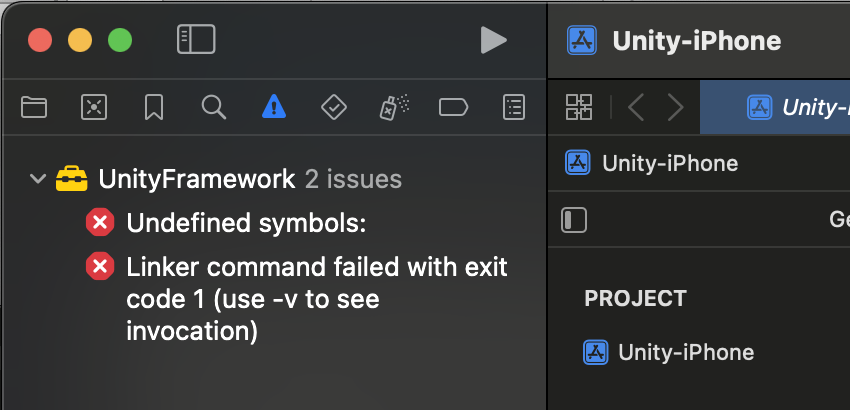 Unity-iPhone
Unity-
Unity-iPhone
UnityFramework 2 issues
Undefined symbols:
Linker command failed with exit
code 1 (use -v to see
invocation)
Ge
PROJECT
Unity-iPhone